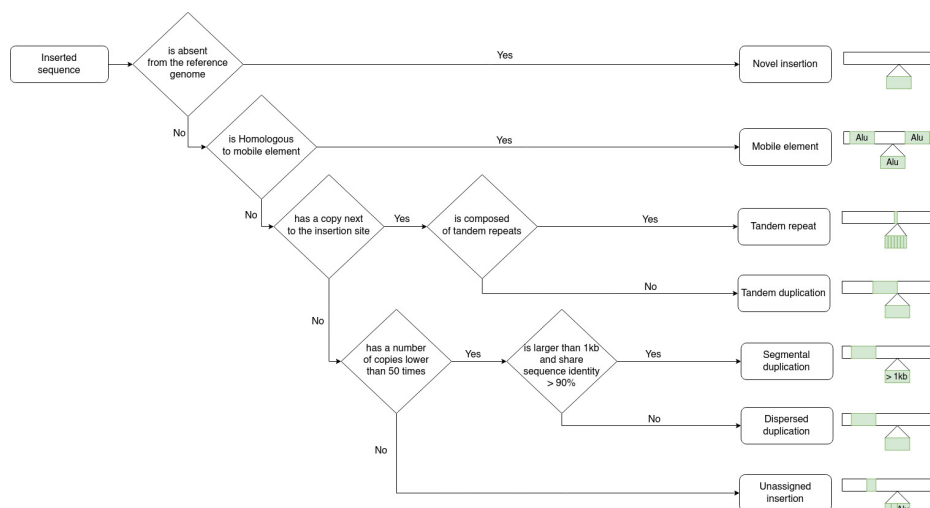 Inserted
sequence
is absent
from the reference
genome
Yes
Novel insertion
No
is Homologous
to mobile element
Yes
Mobile element
Alu
Alu
Alu
No
has a copy next
to the insertion site
Yes
is composed
of tandem repeats
Yes
Tandem repeat
No
Tandem duplication
No
has a number
of copies lower
than 50 times
Yes
is larger than 1kb
and share
sequence identity
> 90%
Yes
Segmental
duplication
> 1kb
No
Dispersed
duplication
No
Unassigned
insertion